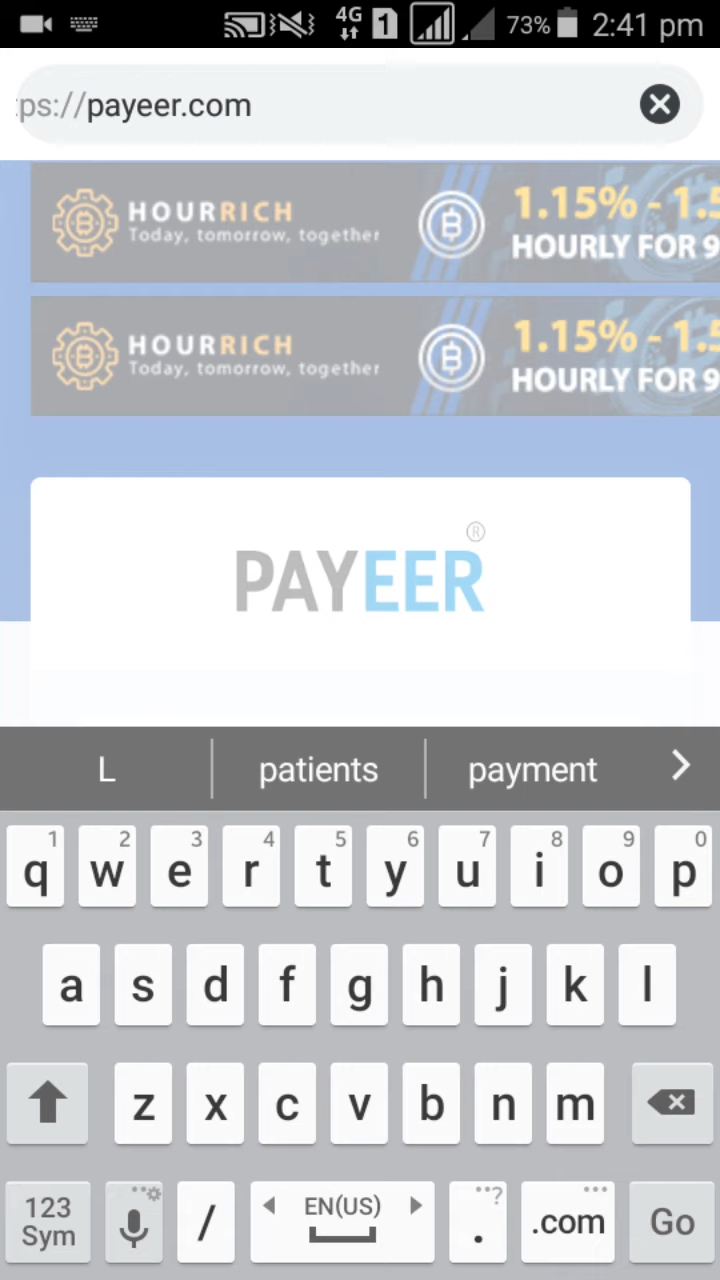 4G 1 73% 2:41 pm
ps://payeer.com
HOURRICH
Today, tomorrow, together
1.15% - 1.5
HOURLY FOR 9
HOURRICH
Today, tomorrow, together
1.15% - 1.5
HOURLY FOR 9
PAYEER®
L patients payment
1 2 3 4 5 6 7 8 9 0
q w e r t y u i o p
a s d f g h j k l
z x c v b n m
123 Sym / EN(US) . ? .com Go